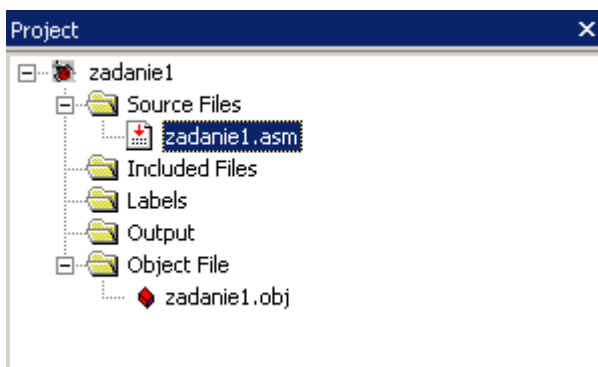 Project
zadanie1
Source Files
zadanie1.asm
Included Files
Labels
Output
Object File
zadanie1.obj